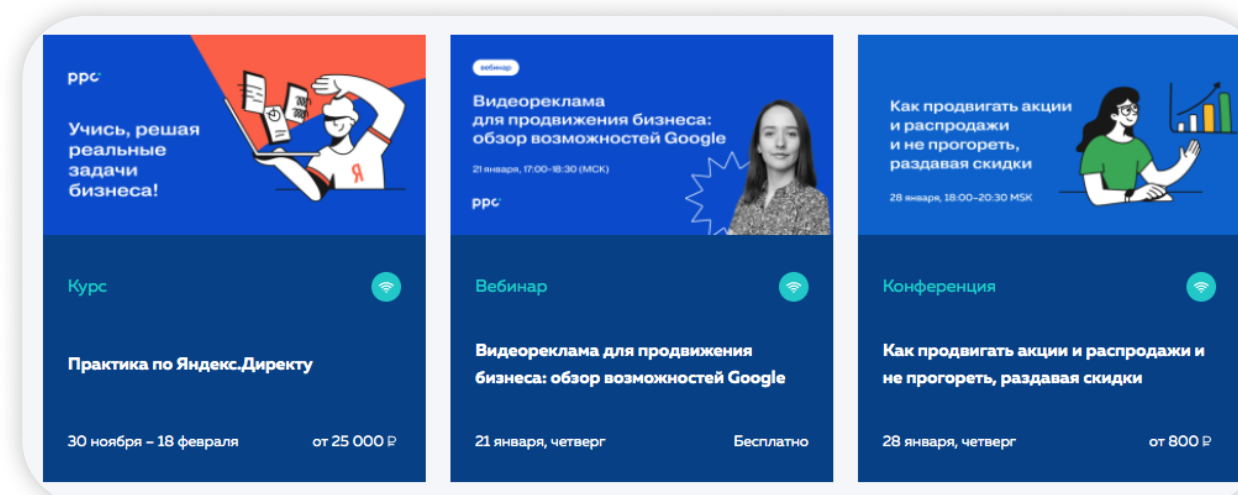 ppc
Учись, решая
реальные
задачи
бизнеса!
Я
Курс
Практика по Яндекс.Директу
30 ноября – 18 февраля
от 25 000 ₽
вебинар
Видеореклама
для продвижения бизнеса:
обзор возможностей Google
21 января, 17:00-18:30 (МСК)
ppc
Вебинар
Видеореклама для продвижения
бизнеса: обзор возможностей Google
21 января, четверг
Бесплатно
Как продвигать акции
и распродажи
и не прогореть,
раздавая скидки
28 января, 18:00–20:30 MSK
Конференция
Как продвигать акции и распродажи и
не прогореть, раздавая скидки
28 января, четверг
от 800 ₽